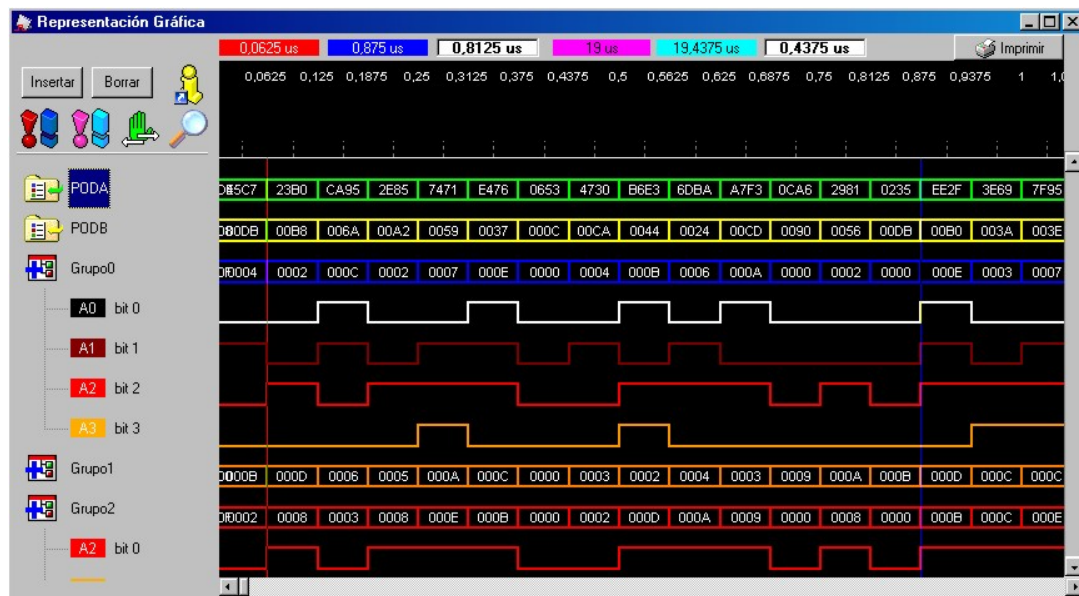 Representación Gráfica
0,0625 us 0,875 us 0,8125 us 19 us 19,4375 us 0,4375 us Imprimir
Insertar Borrar
0,0625 0,125 0,1875 0,25 0,3125 0,375 0,4375 0,5 0,5625 0,625 0,6875 0,75 0,8125 0,875 0,9375 1
PODA 23B0 CA95 2E85 7471 E476 0653 4730 B6E3 6DBA A7F3 0CA6 2981 0235 EE2F 3E69 7F95
PODB 00B8 006A 00A2 0059 0037 000C 00CA 0044 0024 00CD 0090 0056 00DB 00B0 003A 003E
Grupo0 0004 0002 000C 0002 0007 000E 0000 0004 000B 0006 000A 0000 0002 0000 000E 0003 0007
A0 bit 0
A1 bit 1
A2 bit 2
A3 bit 3
Grupo1 000B 000D 0006 0005 000A 000C 0000 0003 0002 0004 0003 0009 000A 000B 000D 000C 000C
Grupo2 0002 0008 0003 0008 000E 000B 0000 0002 000D 000A 0009 0000 0008 0000 000B 000C 000E
A2 bit 0